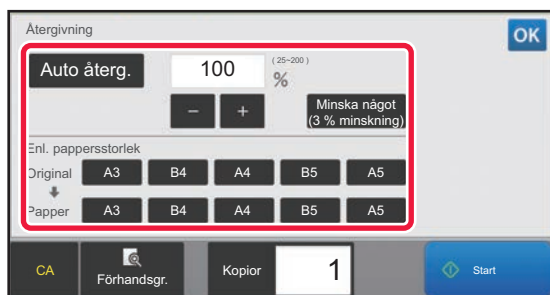 Återgivning
OK
Auto återg.
100
(25~200)
%
−
+
Minska något
(3 % minskning)
Enl. pappersstorlek
Original
A3
B4
A4
B5
A5
Papper
A3
B4
A4
B5
A5
CA
Förhandsgr.
Kopior
1
Start